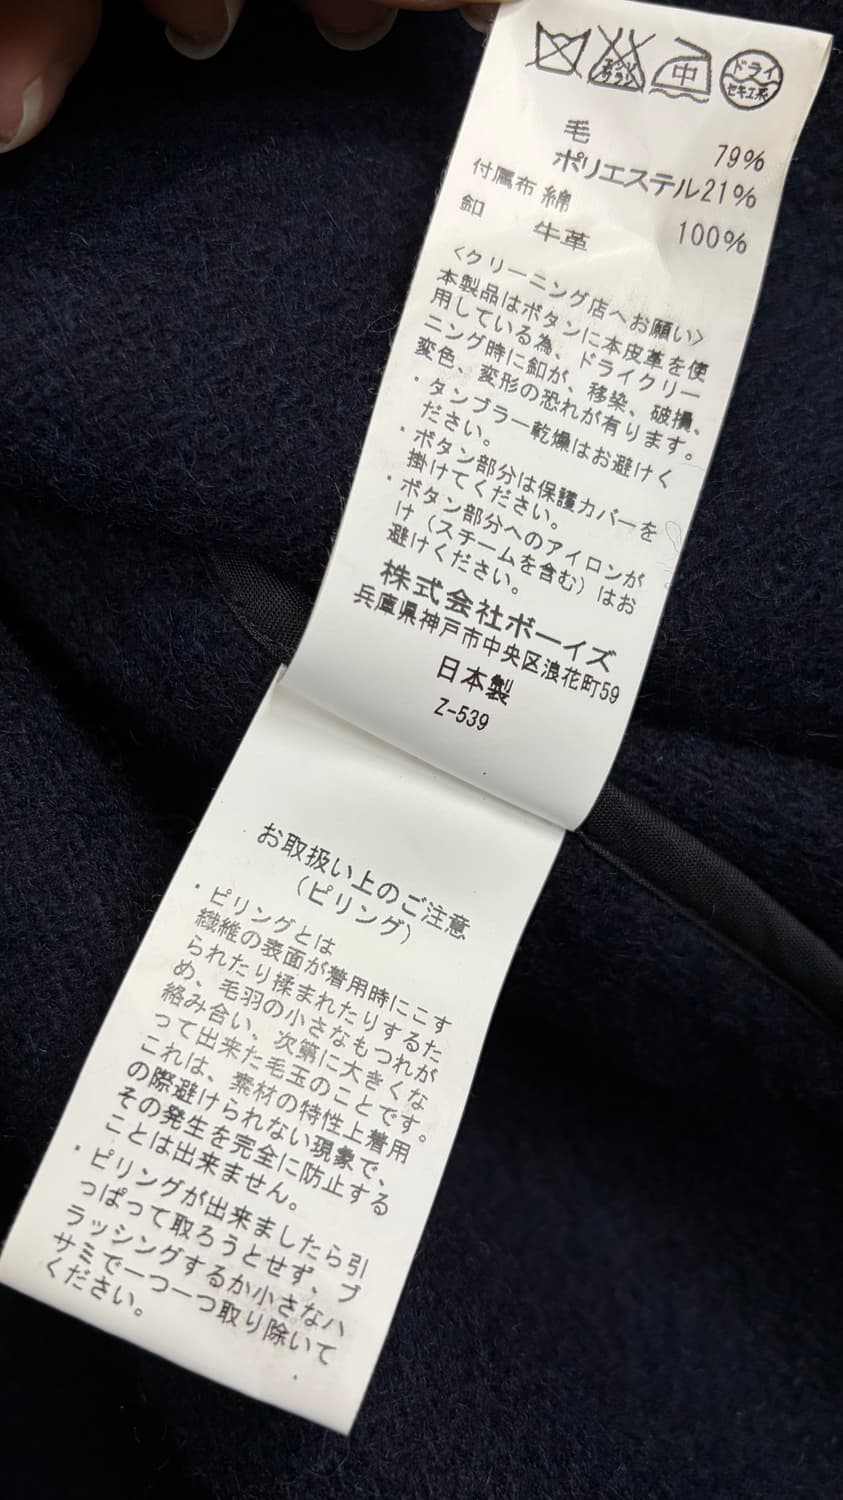 エンソ
サラシ
中
ドライ
セキユ系
毛 79%
ポリエステル21%
付属布 綿 100%
釦 牛革
<クリーニング店へお願い>
本製品はボタンに本皮革を使
用している為、ドライクリー
ニング時に釦が、移染、破損、
変色、変形の恐れが有ります。
・タンブラー乾燥はお避けく
ださい。
・ボタン部分は保護カバーを
掛けてください。
・ボタン部分へのアイロンが
け(スチームを含む)はお
避けください。
株式会社ボーイズ
兵庫県神戸市中央区浪花町59
日本製
Z-539
お取扱い上のご注意
(ピリング)
・ピリングとは
繊維の表面が着用時にこす
られたり揉まれたりするた
め、毛羽の小さなもつれが
絡み合い、次第に大きくな
って出来た毛玉のことです。
これは、素材の特性上着用
の際避けられない現象で、
その発生を完全に防止する
ことは出来ません。
・ピリングが出来ましたら引
っぱって取ろうとせず、ブ
ラッシングするか小さなハ
サミで一つ一つ取り除いて
ください。